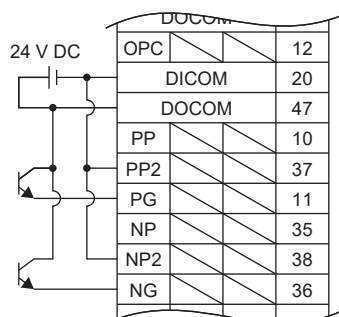 DOCOM
24 V DC
OPC 12
DICOM 20
DOCOM 47
PP 10
PP2 37
PG 11
NP 35
NP2 38
NG 36